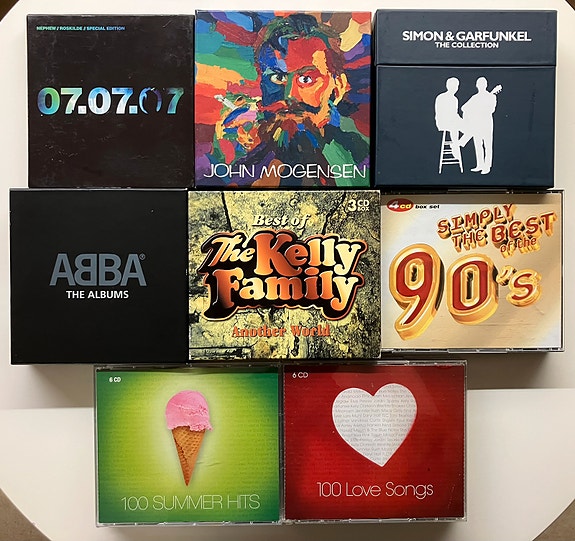 NEPHEW / ROSKILDE / SPECIAL EDITION
07.07.07
JOHN MOGENSEN
SIMON & GARFUNKEL
THE COLLECTION
ABBA®
THE ALBUMS
3CD
BOX
Best of
The Kelly
Family
Another World
4CD box set
SIMPLY
THE BEST
of the
90's
6 CD
100 SUMMER HITS
6 CD
100 Love Songs